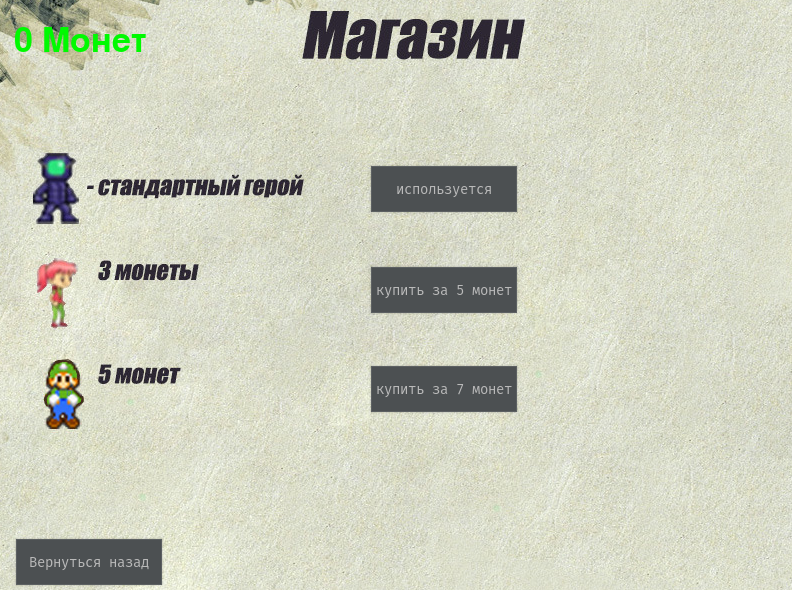 Магазин
0 Монет
- стандартный герой
используется
3 монеты
купить за 5 монет
5 монет
купить за 7 монет
Вернуться назад